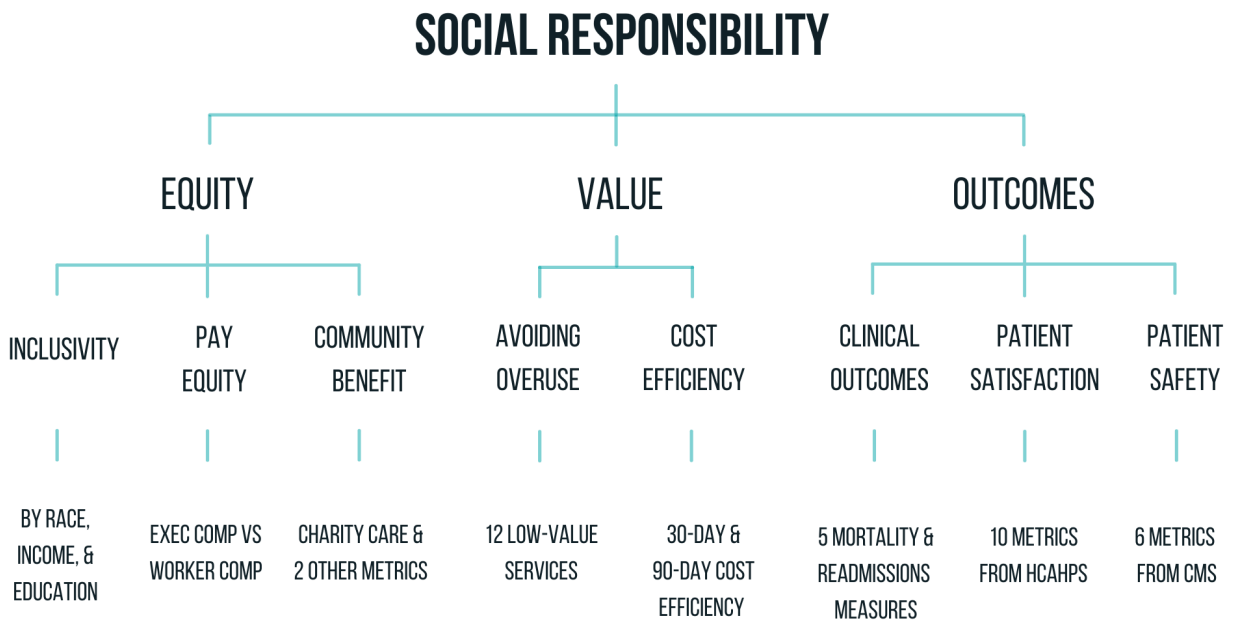 SOCIAL RESPONSIBILITY
EQUITY
VALUE
OUTCOMES
INCLUSIVITY
PAY
EQUITY
COMMUNITY
BENEFIT
AVOIDING
OVERUSE
COST
EFFICIENCY
CLINICAL
OUTCOMES
PATIENT
SATISFACTION
PATIENT
SAFETY
BY RACE,
INCOME, &
EDUCATION
EXEC COMP VS
WORKER COMP
CHARITY CARE &
2 OTHER METRICS
12 LOW-VALUE
SERVICES
30-DAY &
90-DAY COST
EFFICIENCY
5 MORTALITY &
READMISSIONS
MEASURES
10 METRICS
FROM HCAHPS
6 METRICS
FROM CMS